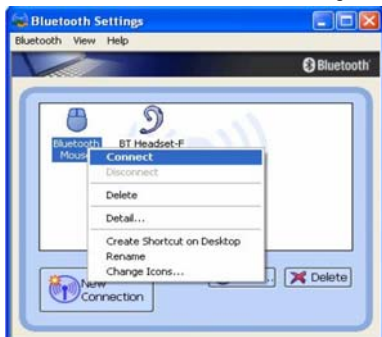 Bluetooth Settings
Bluetooth View Help
Bluetooth
Bluetooth Mouse
BT Headset-F
Connect
Disconnect
Delete
Detail...
Create Shortcut on Desktop
Rename
Change Icons...
New
Connection
Delete